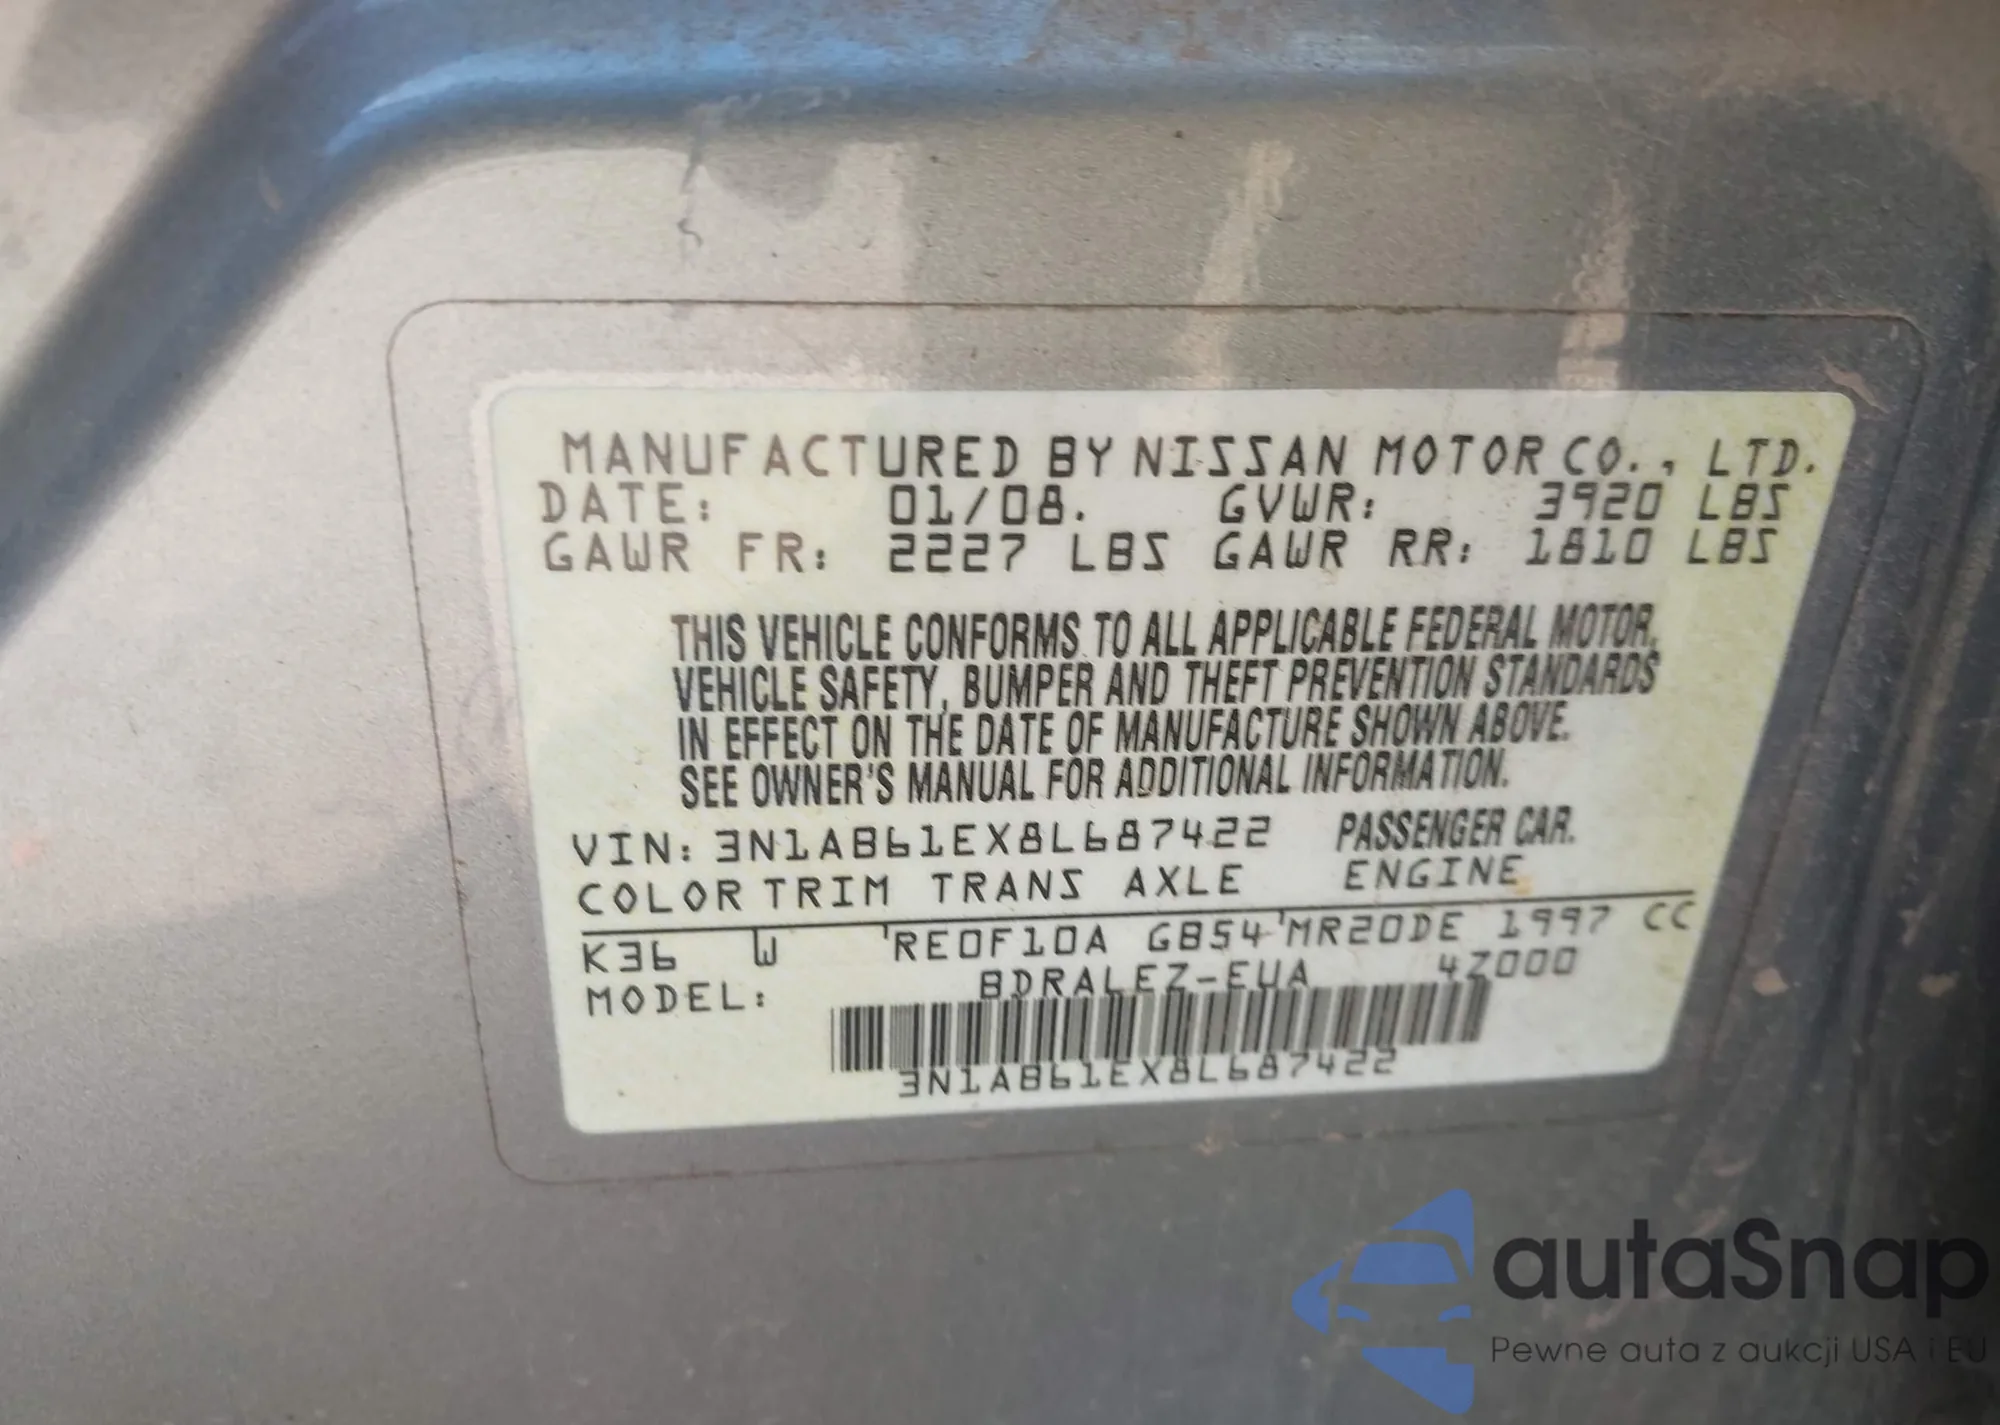 MANUFACTURED BY NISSAN MOTOR CO., LTD.
DATE: 01/08. GVWR: 3920 LBS
GAWR FR: 2227 LBS GAWR RR: 1810 LBS
THIS VEHICLE CONFORMS TO ALL APPLICABLE FEDERAL MOTOR
VEHICLE SAFETY, BUMPER AND THEFT PREVENTION STANDARDS
IN EFFECT ON THE DATE OF MANUFACTURE SHOWN ABOVE.
SEE OWNER'S MANUAL FOR ADDITIONAL INFORMATION.
VIN: 3N1AB61EX8L687422 PASSENGER CAR.
COLOR TRIM TRANS AXLE ENGINE
K36 W RE0F10A GB54 MR20DE 1997 CC
MODEL: BDRALEZ-EUA 4Z000
3N1AB61EX8L687422
autaSnap
Pewne auta z aukcji USA i EU